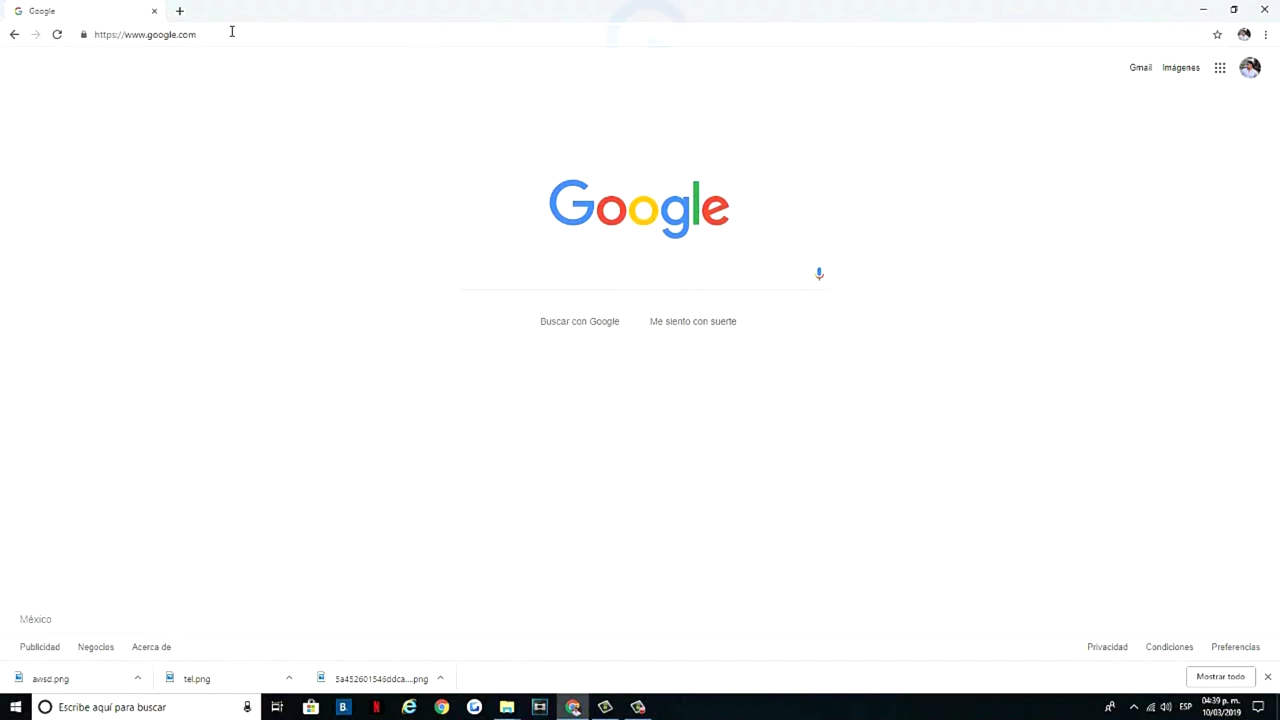 Google
https://www.google.com
Gmail Imágenes
Google
Buscar con Google Me siento con suerte
México
Publicidad Negocios Acerca de
Privacidad Condiciones Preferencias
awsd.png tel.png 5a452601546ddca....png Mostrar todo
Escribe aquí para buscar
B.
N
ESP
04:39 p. m.
10/03/2019